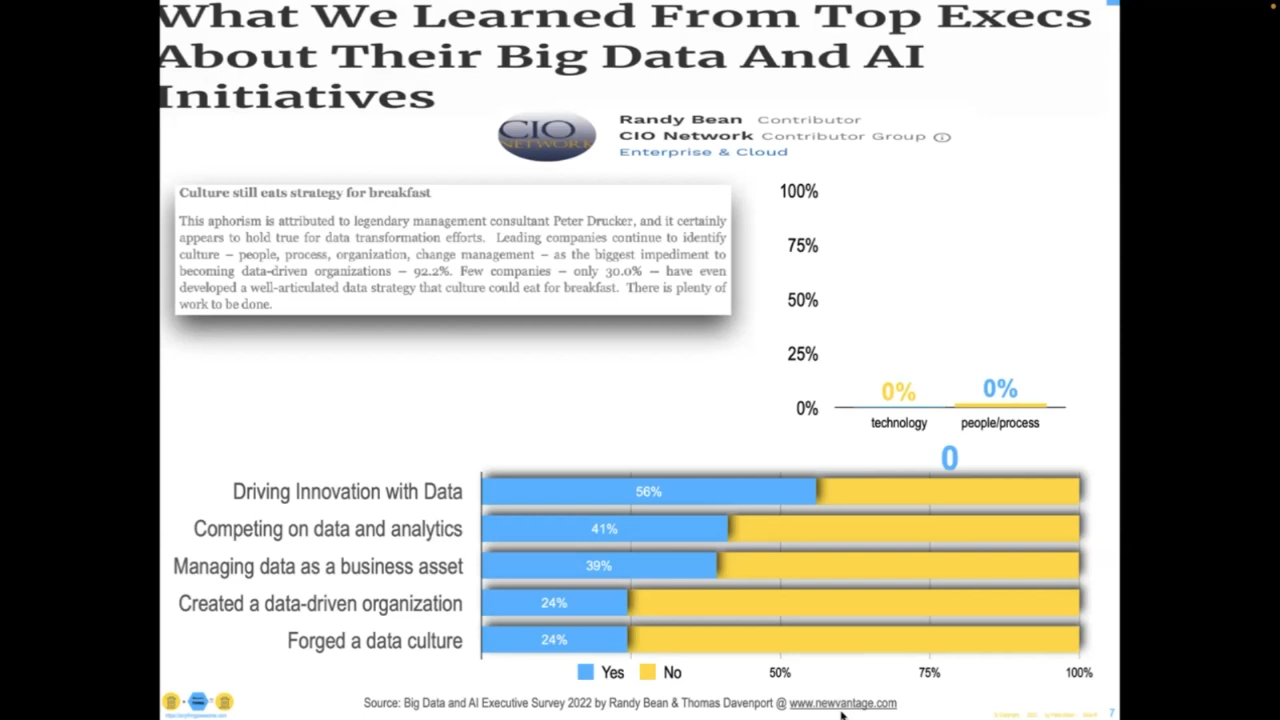 What We Learned From Top Execs
About Their Big Data And AI
Initiatives
CIO
NETWORK
Randy Bean Contributor
CIO Network Contributor Group
Enterprise & Cloud
Culture still eats strategy for breakfast
This aphorism is attributed to legendary management consultant Peter Drucker, and it certainly
appears to hold true for data transformation efforts. Leading companies continue to identify
culture – people, process, organization, change management – as the biggest impediment to
becoming data-driven organizations – 92.2%. Few companies – only 30.0% – have even
developed a well-articulated data strategy that culture could eat for breakfast. There is plenty of
work to be done.
100%
75%
50%
25%
0%
0% 0%
technology people/process
0
Driving Innovation with Data 56%
Competing on data and analytics 41%
Managing data as a business asset 39%
Created a data-driven organization 24%
Forged a data culture 24%
Yes No 50% 75% 100%
Source: Big Data and AI Executive Survey 2022 by Randy Bean & Thomas Davenport @ www.newvantage.com
7